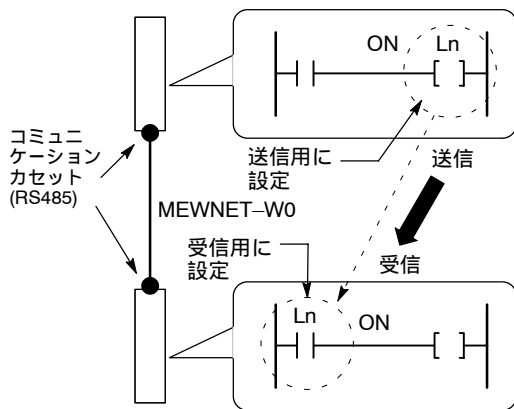 ON
Ln
コミュニ
ケーション
カセット
(RS485)
送信用に
設定
送信
MEWNET–W0
受信用に
設定
受信
Ln
ON